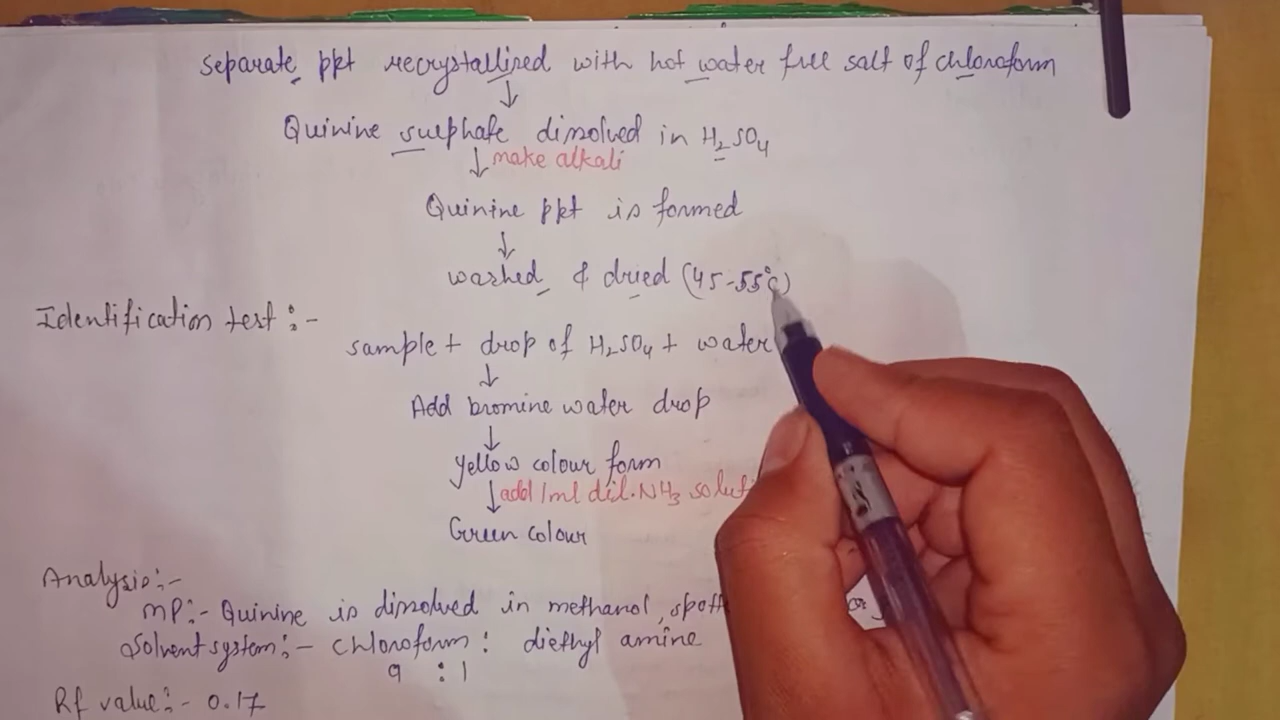 separate ppt recrystallized with hot water free salt of chloroform
↓
Quinine sulphate dissolved in H₂SO₄
↓ make alkali
Quinine ppt is formed
↓
washed & dried (45-55°c)
Identification test :-
sample + drop of H₂SO₄ + water
↓
Add bromine water drop
↓
yellow colour form
↓ add 1ml dil. NH₃
Green colour
Analysis:-
mp:- Quinine is dissolved in methanol,
Solvent system:- chloroform : diethyl amine
9 : 1
Rf value:- 0.17